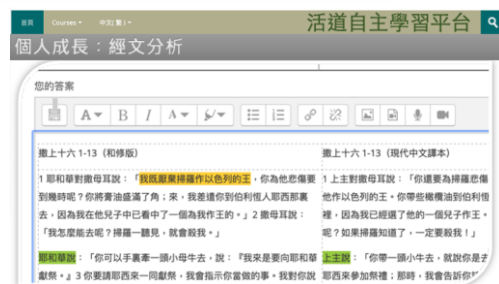 首頁 Courses 中文( 繁 )
活道自主學習平台
個人成長：經文分析
您的答案
A B I A
撒上十六 1-13（和修版）
撒上十六 1-13（現代中文譯本）
1 耶和華對撒母耳說：「我既厭棄掃羅作以色列的王，你為他悲傷要
到幾時呢？你將膏油盛滿了角；來，我差遣你到伯利恆人耶西那裏
去，因為我在他兒子中已看中了一個為我作王的。」2 撒母耳說：
「我怎麼能去呢？掃羅一聽見，就會殺我。」
耶和華說：「你可以手裏牽一頭小母牛去，說：『我來是要向耶和華
獻祭。』3 你要請耶西來一同獻祭，我會指示你當做的事。我對你說
1 上主對撒母耳說：「你還要為掃羅悲傷
他作以色列的王。你帶些橄欖油到伯利恆
裡，因為我已經選了他的一個兒子作王。
呢？如果掃羅知道了，一定要殺我！」
上主說：「你帶一頭小牛去，就說你是去
耶西來參加祭禮；那時，我會告訴你